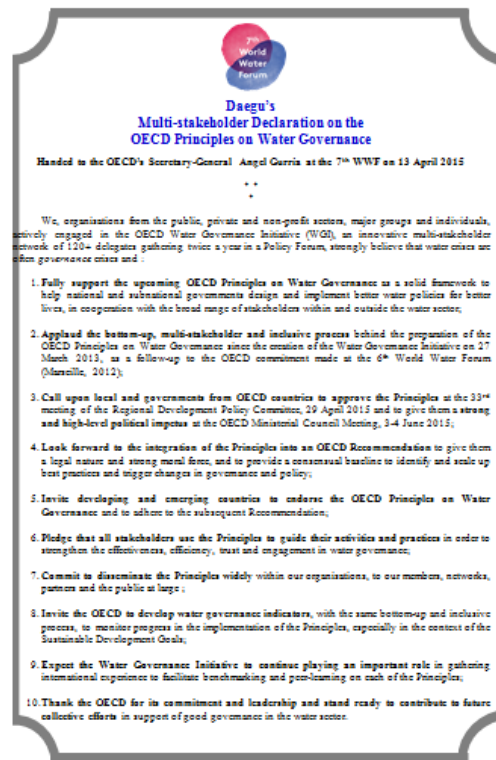 7th
World
Water
Forum
Daegu's
Multi-stakeholder Declaration on the
OECD Principles on Water Governance
Handed to the OECD's Secretary-General Angel Gurría at the 7th WWF on 13 April 2015
We, organisations from the public, private and non-profit sectors, major groups and individuals,
actively engaged in the OECD Water Governance Initiative (WGI), an innovative multi-stakeholder
network of 120+ delegates gathering twice a year in a Policy Forum, strongly believe that water crises are
often governance crises and :
1. Fully support the upcoming OECD Principles on Water Governance as a solid framework to
help national and subnational governments design and implement better water policies for better
lives, in cooperation with the broad range of stakeholders within and outside the water sector;
2. Applaud the bottom-up, multi-stakeholder and inclusive process behind the preparation of the
OECD Principles on Water Governance since the creation of the Water Governance Initiative on 27
March 2013, as a follow-up to the OECD commitment made at the 6th World Water Forum
(Marseille, 2012);
3. Call upon local and governments from OECD countries to approve the Principles at the 33rd
meeting of the Regional Development Policy Committee, 29 April 2015 and to give them a strong
and high-level political impetus at the OECD Ministerial Council Meeting, 3-4 June 2015;
4. Look forward to the integration of the Principles into an OECD Recommendation to give them
a legal nature and strong moral force, and to provide a consensual baseline to identify and scale up
best practices and trigger changes in governance and policy;
5. Invite developing and emerging countries to endorse the OECD Principles on Water
Governance and to adhere to the subsequent Recommendation;
6. Pledge that all stakeholders use the Principles to guide their activities and practices in order to
strengthen the effectiveness, efficiency, trust and engagement in water governance;
7. Commit to disseminate the Principles widely within our organisations, to our members, networks,
partners and the public at large ;
8. Invite the OECD to develop water governance indicators, with the same bottom-up and inclusive
process, to monitor progress in the implementation of the Principles, especially in the context of the
Sustainable Development Goals;
9. Expect the Water Governance Initiative to continue playing an important role in gathering
international experience to facilitate benchmarking and peer-learning on each of the Principles;
10. Thank the OECD for its commitment and leadership and stand ready to contribute to future
collective efforts in support of good governance in the water sector.